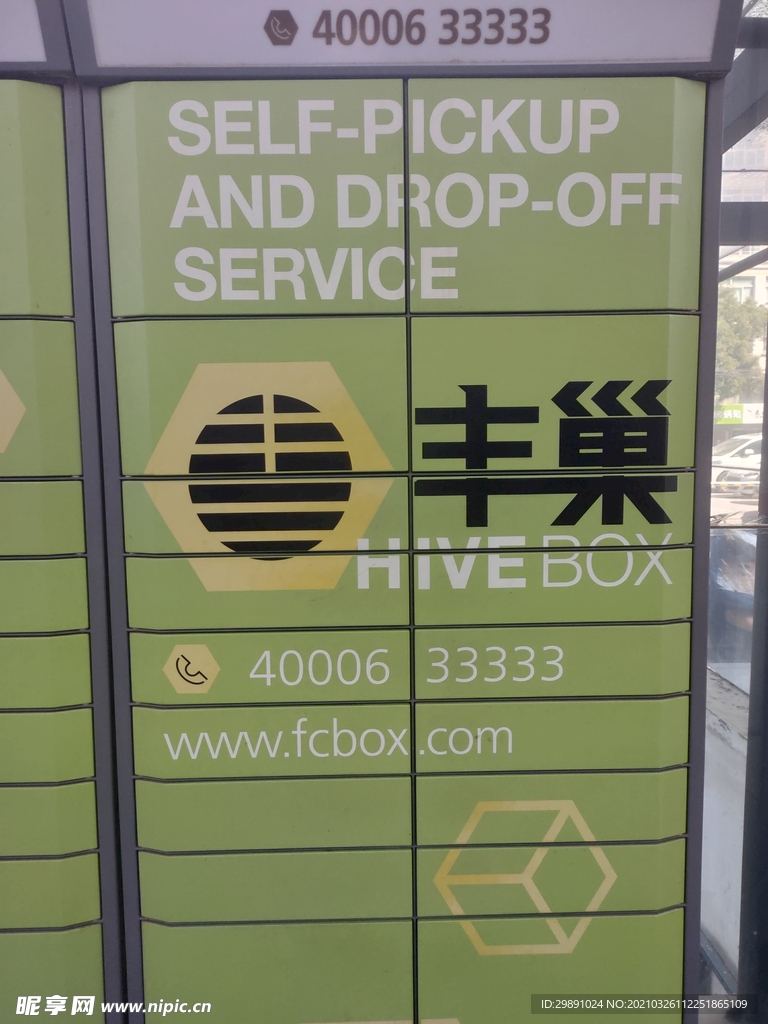 40006 33333
SELF-PICKUP
AND DROP-OFF
SERVICE
丰巢
HIVE BOX
40006 33333
www.fcbox.com
昵享网 www.nipic.cn
ID:29891024 NO:20210326112251865109